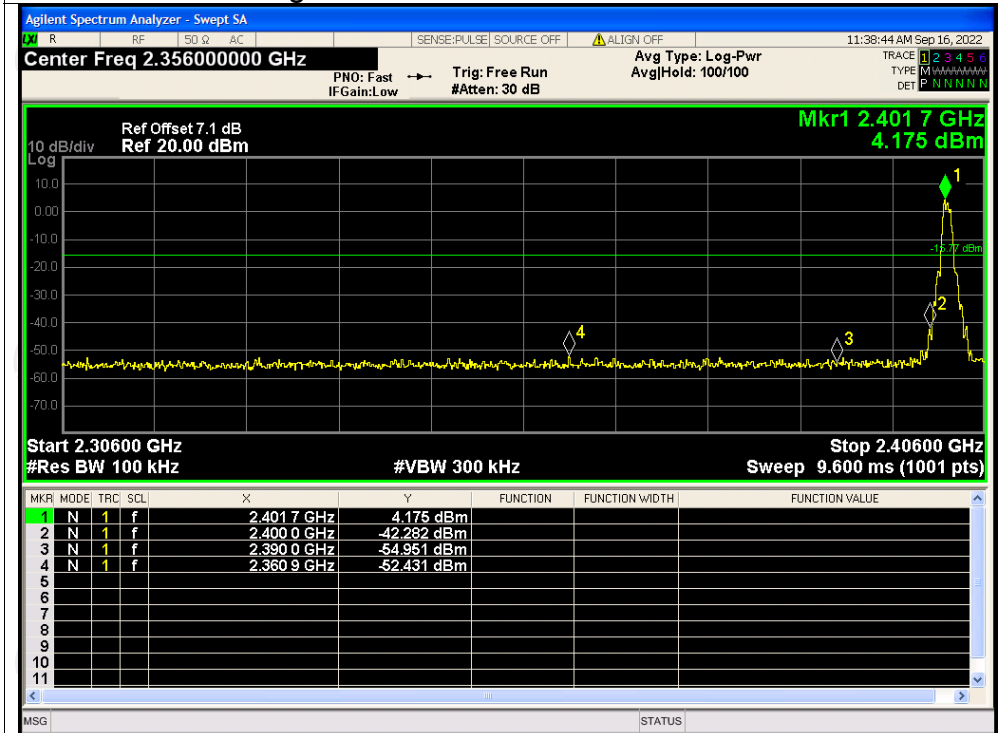 Agilent Spectrum Analyzer - Swept SA
LXI R RF 50 Ω AC SENSE:PULSE SOURCE OFF ALIGN OFF 11:38:44 AM Sep 16, 2022
Center Freq 2.356000000 GHz Avg Type: Log-Pwr TRACE 1 2 3 4 5 6
PNO: Fast Trig: Free Run Avg|Hold: 100/100 TYPE M
IFGain:Low #Atten: 30 dB DET P N N N N N
Mkr1 2.401 7 GHz
Ref Offset 7.1 dB
10 dB/div Ref 20.00 dBm 4.175 dBm
Log
1
10.0
0.00
-10.0
-15.77 dBm
-20.0
-30.0
2
-40.0
4
3
-50.0
-60.0
-70.0
Start 2.30600 GHz Stop 2.40600 GHz
#Res BW 100 kHz #VBW 300 kHz Sweep 9.600 ms (1001 pts)
MKR MODE TRC SCL X Y FUNCTION FUNCTION WIDTH FUNCTION VALUE
1 N 1 f 2.401 7 GHz 4.175 dBm
2 N 1 f 2.400 0 GHz -42.282 dBm
3 N 1 f 2.390 0 GHz -54.951 dBm
4 N 1 f 2.360 9 GHz -52.431 dBm
5
6
7
8
9
10
11
MSG STATUS